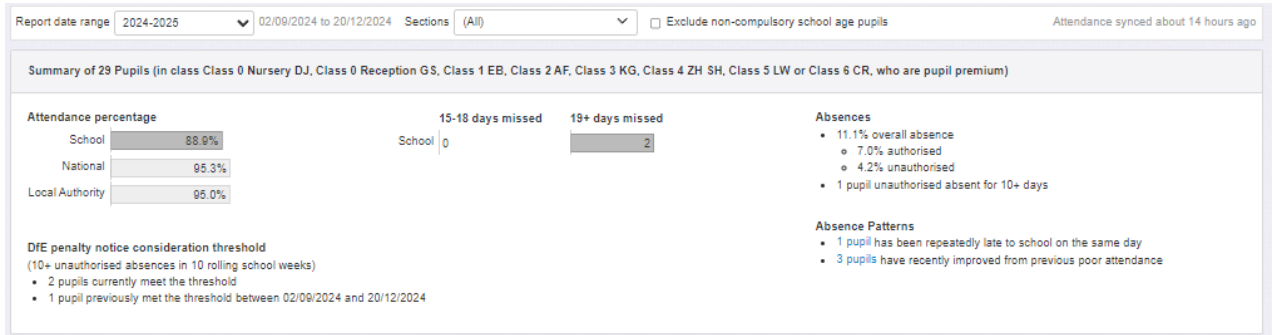 Report date range 2024-2025 02/09/2024 to 20/12/2024 Sections (All) Exclude non-compulsory school age pupils Attendance synced about 14 hours ago
Summary of 29 Pupils (in class Class 0 Nursery DJ, Class 0 Reception GS, Class 1 EB, Class 2 AF, Class 3 KG, Class 4 ZH SH, Class 5 LW or Class 6 CR, who are pupil premium)
Attendance percentage
School 88.9%
National 95.3%
Local Authority 95.0%
15-18 days missed 19+ days missed
School 0 2
Absences
• 11.1% overall absence
o 7.0% authorised
o 4.2% unauthorised
• 1 pupil unauthorised absent for 10+ days
DfE penalty notice consideration threshold
(10+ unauthorised absences in 10 rolling school weeks)
• 2 pupils currently meet the threshold
• 1 pupil previously met the threshold between 02/09/2024 and 20/12/2024
Absence Patterns
• 1 pupil has been repeatedly late to school on the same day
• 3 pupils have recently improved from previous poor attendance